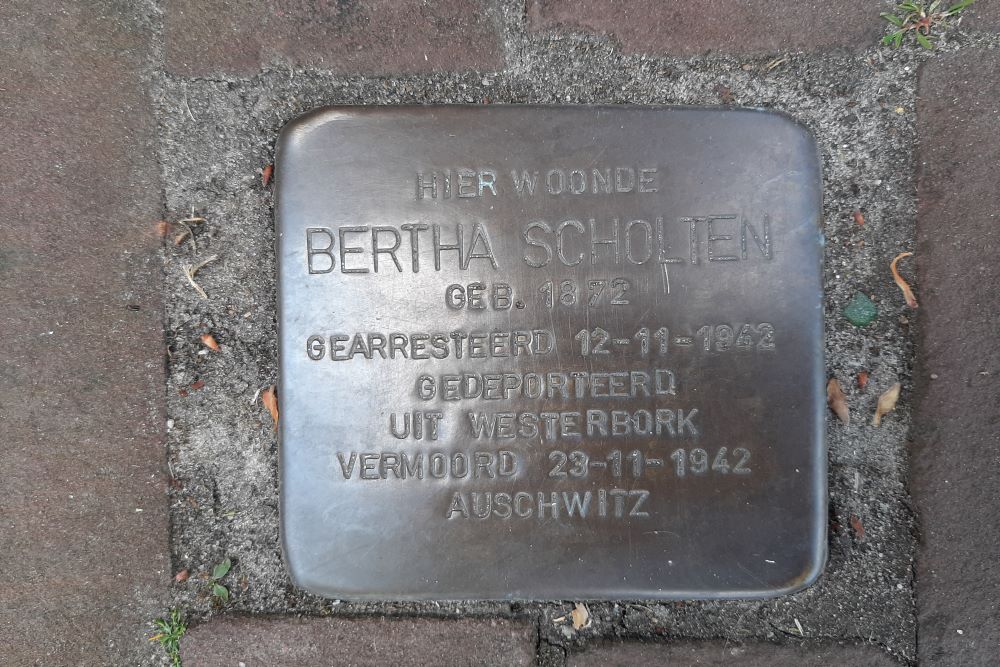 HIER WOONDE
BERTHA SCHOLTEN
GEB. 1872
GEARRESTEERD 12-11-1942
GEDEPORTEERD
UIT WESTERBORK
VERMOORD 23-11-1942
AUSCHWITZ